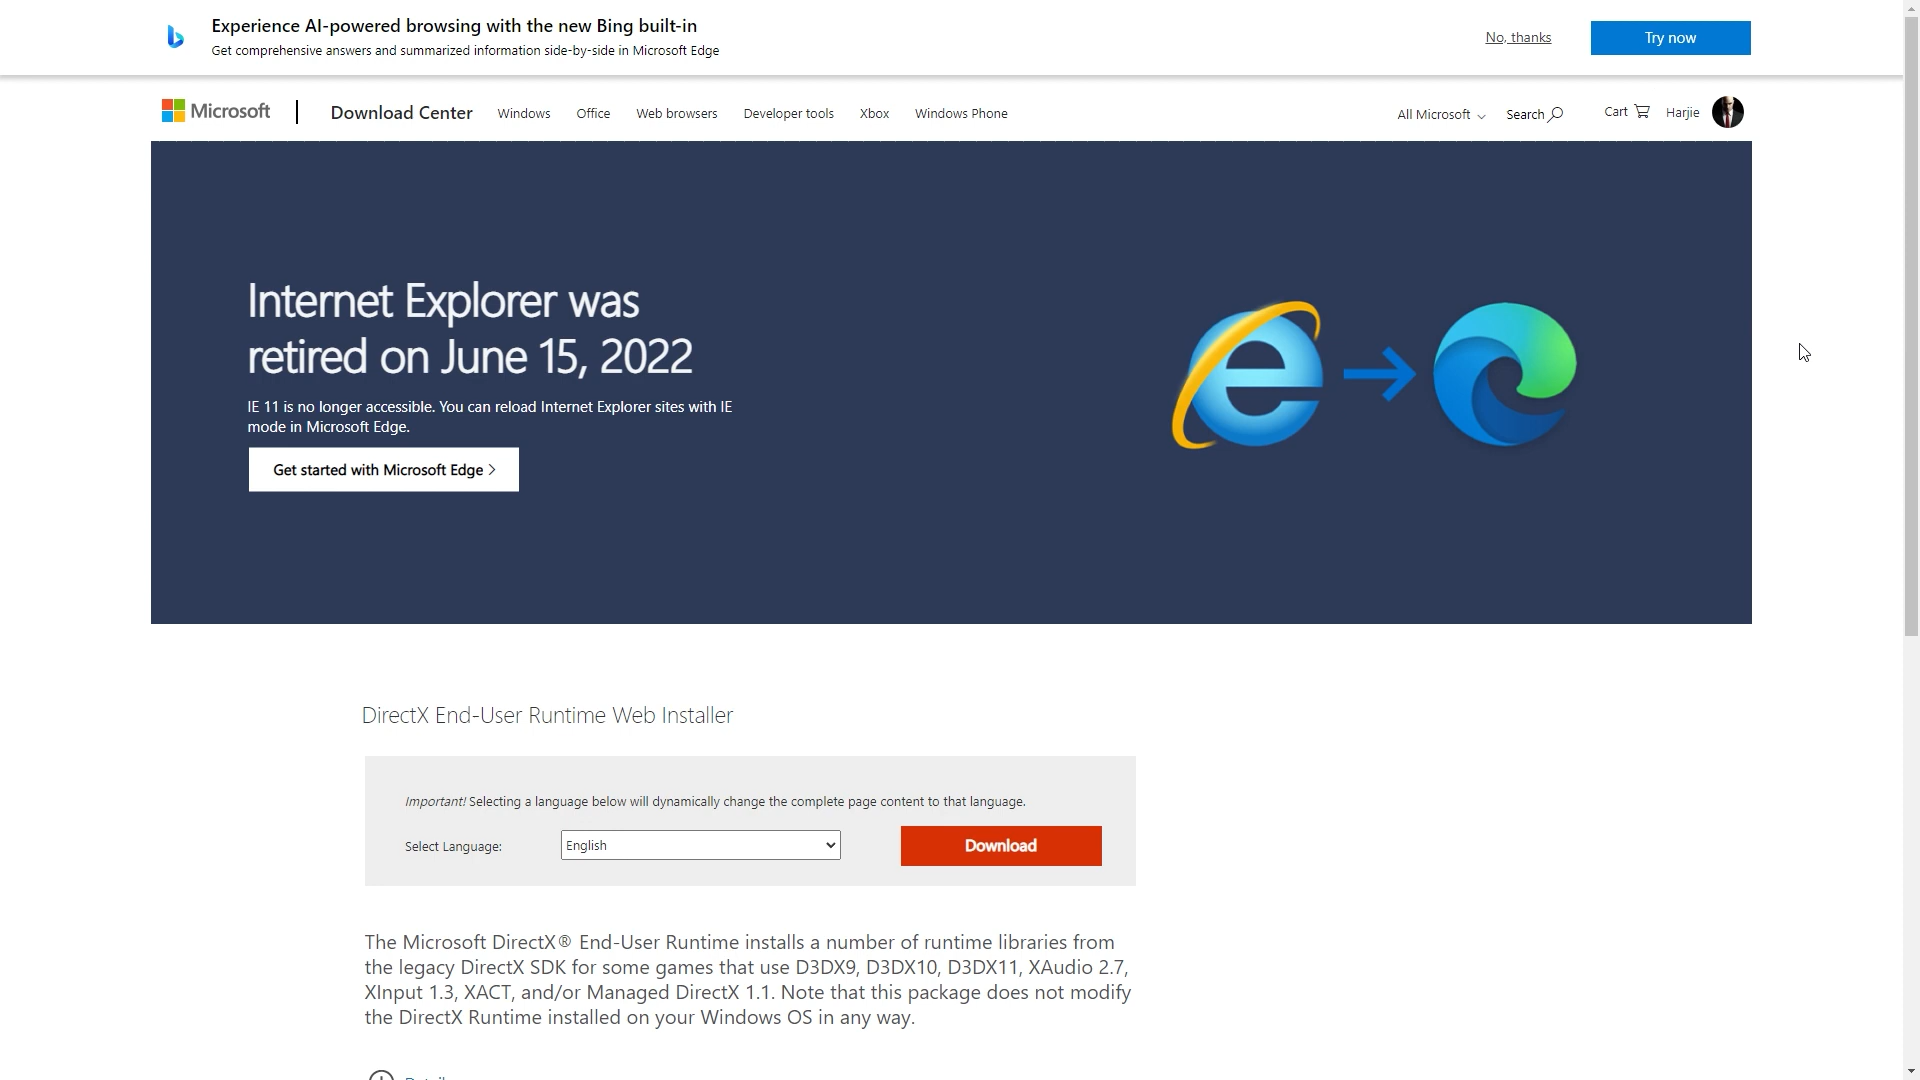 Experience AI-powered browsing with the new Bing built-in
Get comprehensive answers and summarized information side-by-side in Microsoft Edge
No, thanks
Try now
Microsoft
Download Center
Windows
Office
Web browsers
Developer tools
Xbox
Windows Phone
All Microsoft
Search
Cart
Harjie
Internet Explorer was
retired on June 15, 2022
IE 11 is no longer accessible. You can reload Internet Explorer sites with IE
mode in Microsoft Edge.
Get started with Microsoft Edge >
DirectX End-User Runtime Web Installer
Important! Selecting a language below will dynamically change the complete page content to that language.
Select Language:
English
Download
The Microsoft DirectX® End-User Runtime installs a number of runtime libraries from
the legacy DirectX SDK for some games that use D3DX9, D3DX10, D3DX11, XAudio 2.7,
XInput 1.3, XACT, and/or Managed DirectX 1.1. Note that this package does not modify
the DirectX Runtime installed on your Windows OS in any way.